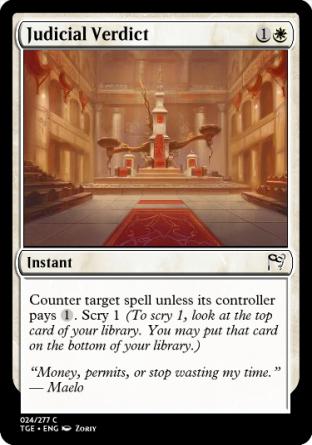 Judicial Verdict 1
Instant
Counter target spell unless its controller
pays 1. Scry 1 (To scry 1, look at the top
card of your library. You may put that card
on the bottom of your library.)
“Money, permits, or stop wasting my time.”
— Maelo
024/277 C
TGE • ENG Zoriy